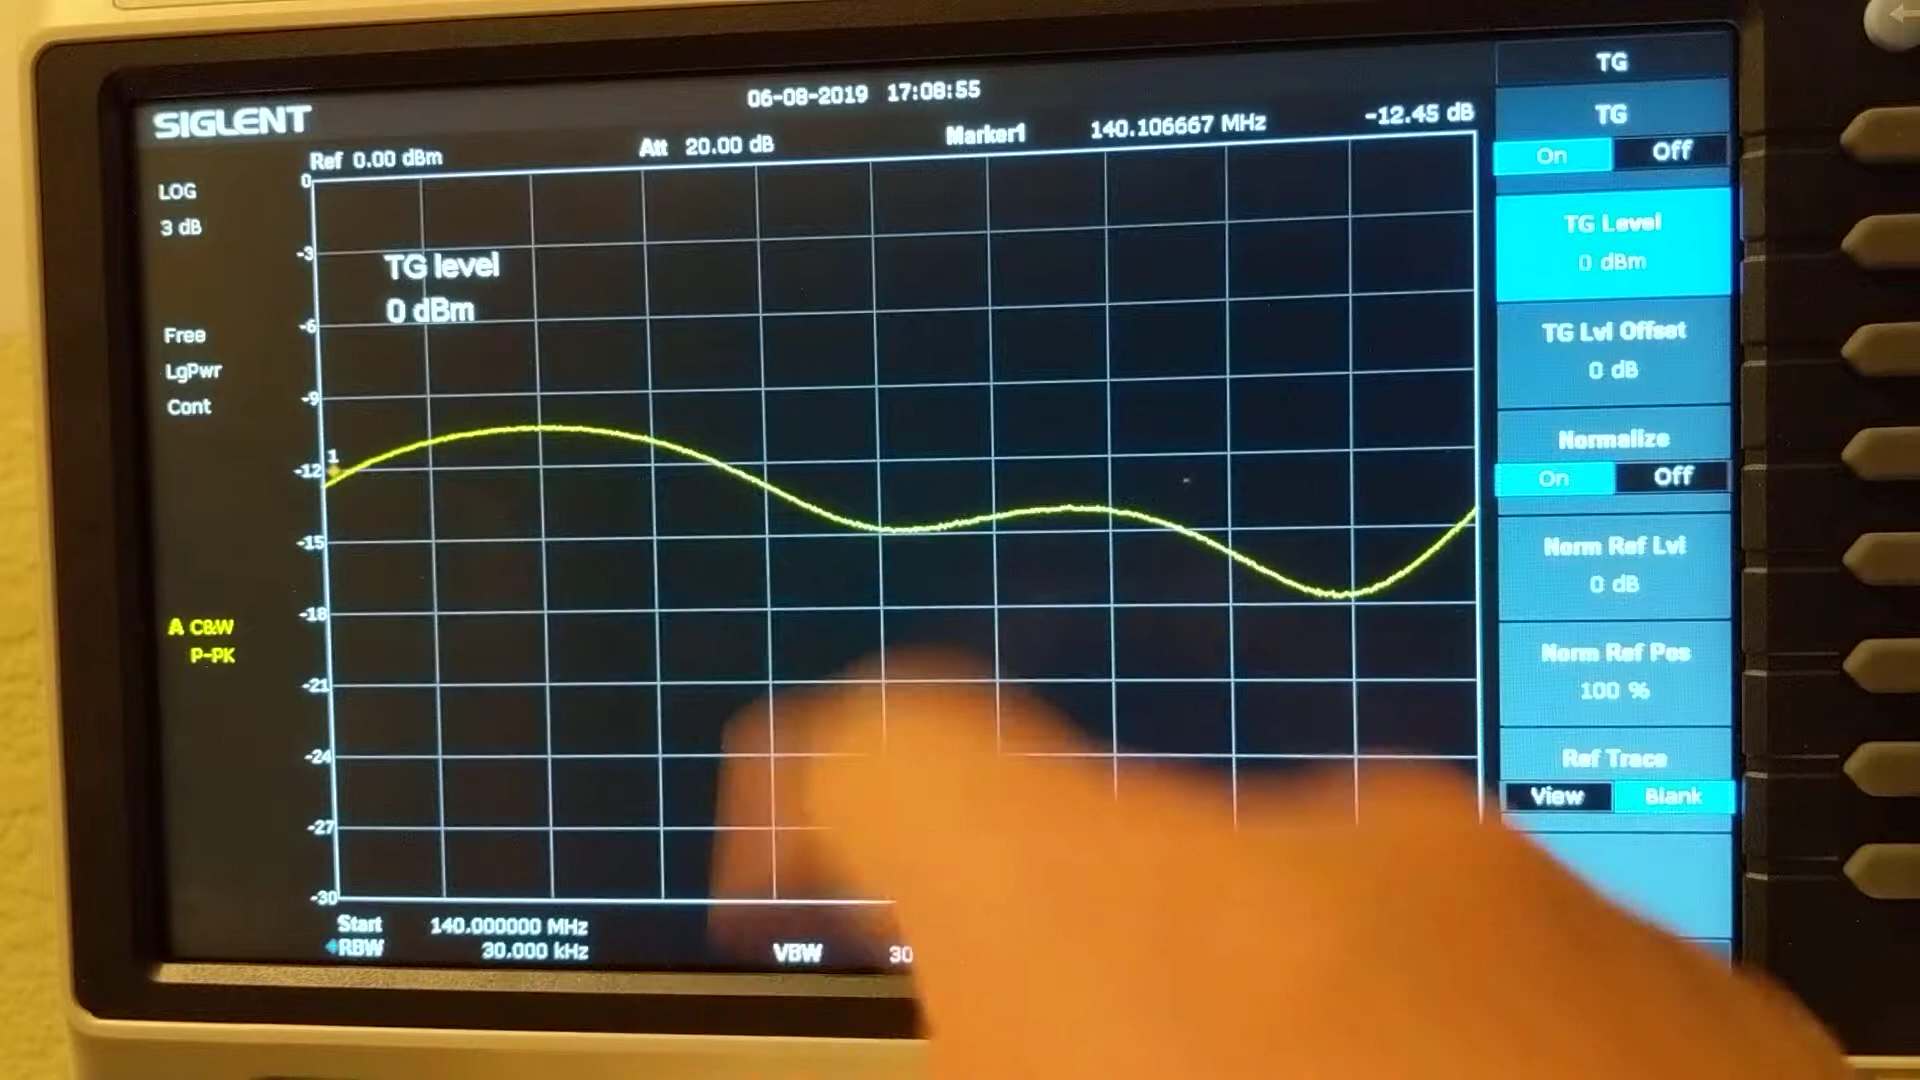 TG
06-08-2019 17:08:55
SIGLENT
Ref 0.00 dBm Att 20.00 dB Marker1 140.106667 MHz -12.45 dB
LOG
3 dB
Free
LgPwr
Cont
A C&W
P-PK
0
-3
-6
-9
-12
-15
-18
-21
-24
-27
-30
TG level
0 dBm
1
Start 140.000000 MHz
RBW 30.000 kHz VBW 30
TG
On Off
TG Level
0 dBm
TG Lvl Offset
0 dB
Normalize
On Off
Norm Ref Lvl
0 dB
Norm Ref Pos
100 %
Ref Trace
View Blank